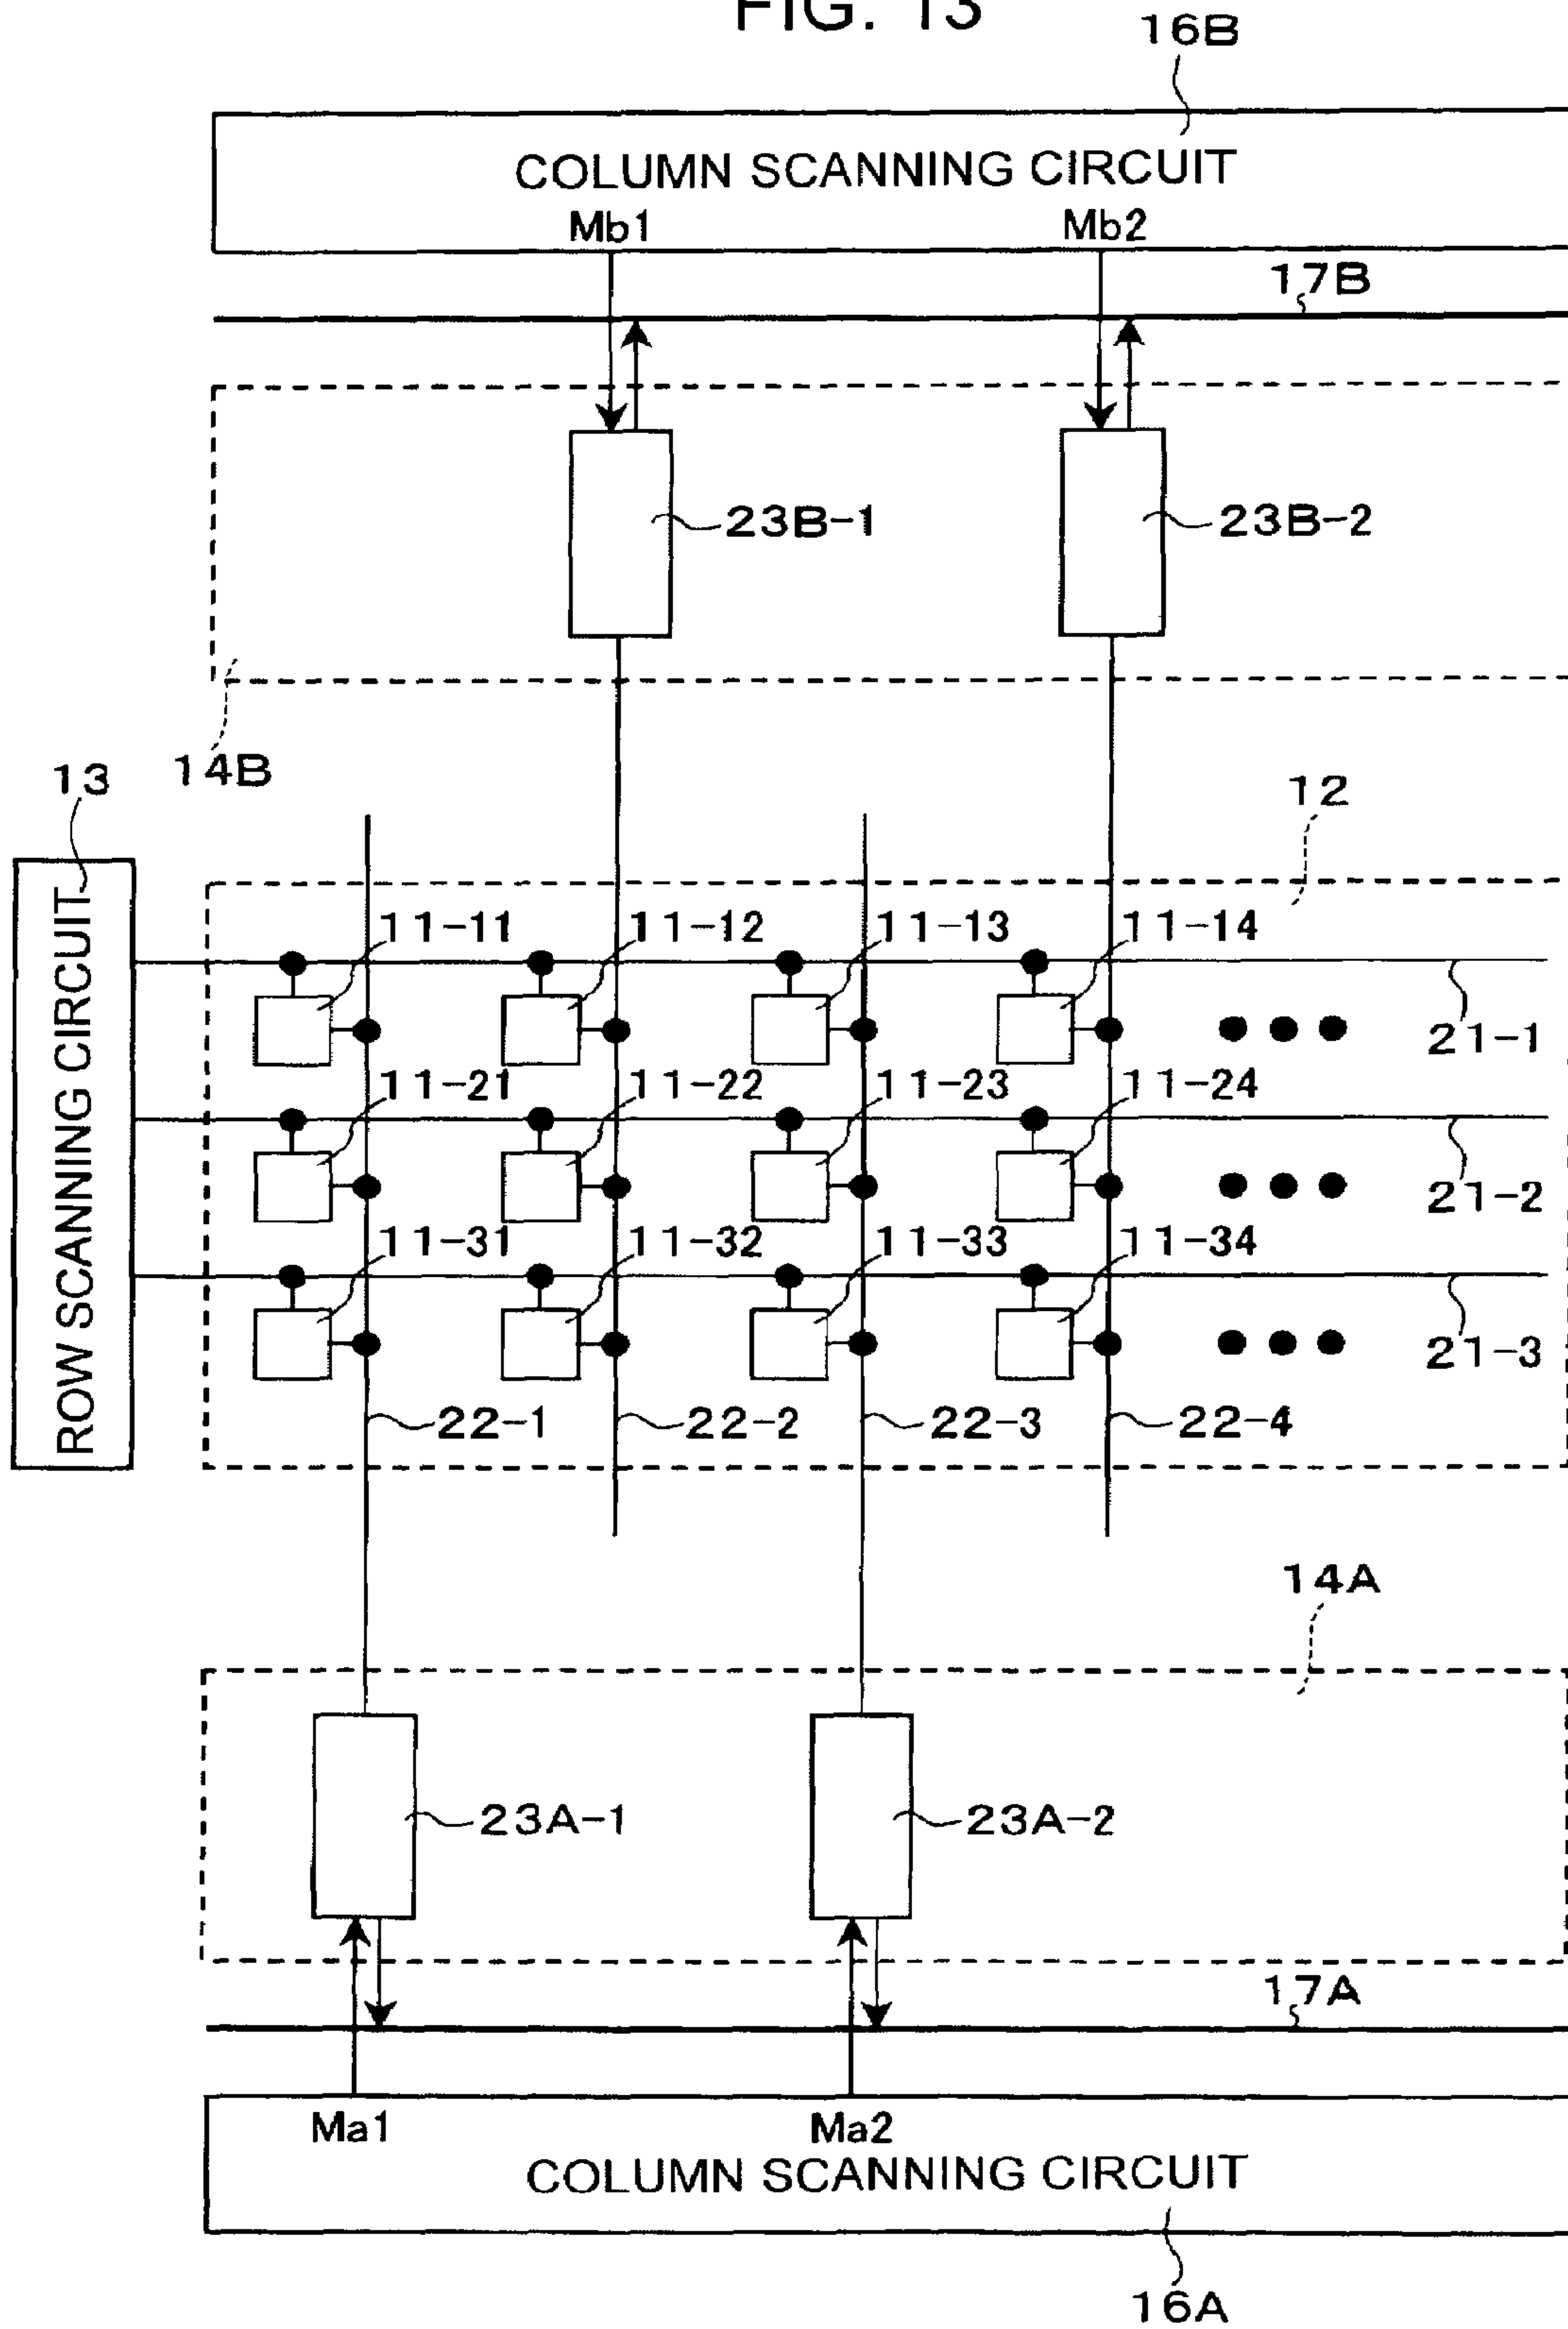 FIG. 13
16B
COLUMN SCANNING CIRCUIT
Mb1 Mb2
17B
23B-1 23B-2
14B
13
12
ROW SCANNING CIRCUIT
11-11 11-12 11-13 11-14
21-1
11-21 11-22 11-23 11-24
21-2
11-31 11-32 11-33 11-34
21-3
22-1 22-2 22-3 22-4
14A
23A-1 23A-2
17A
Ma1 Ma2
COLUMN SCANNING CIRCUIT
16A